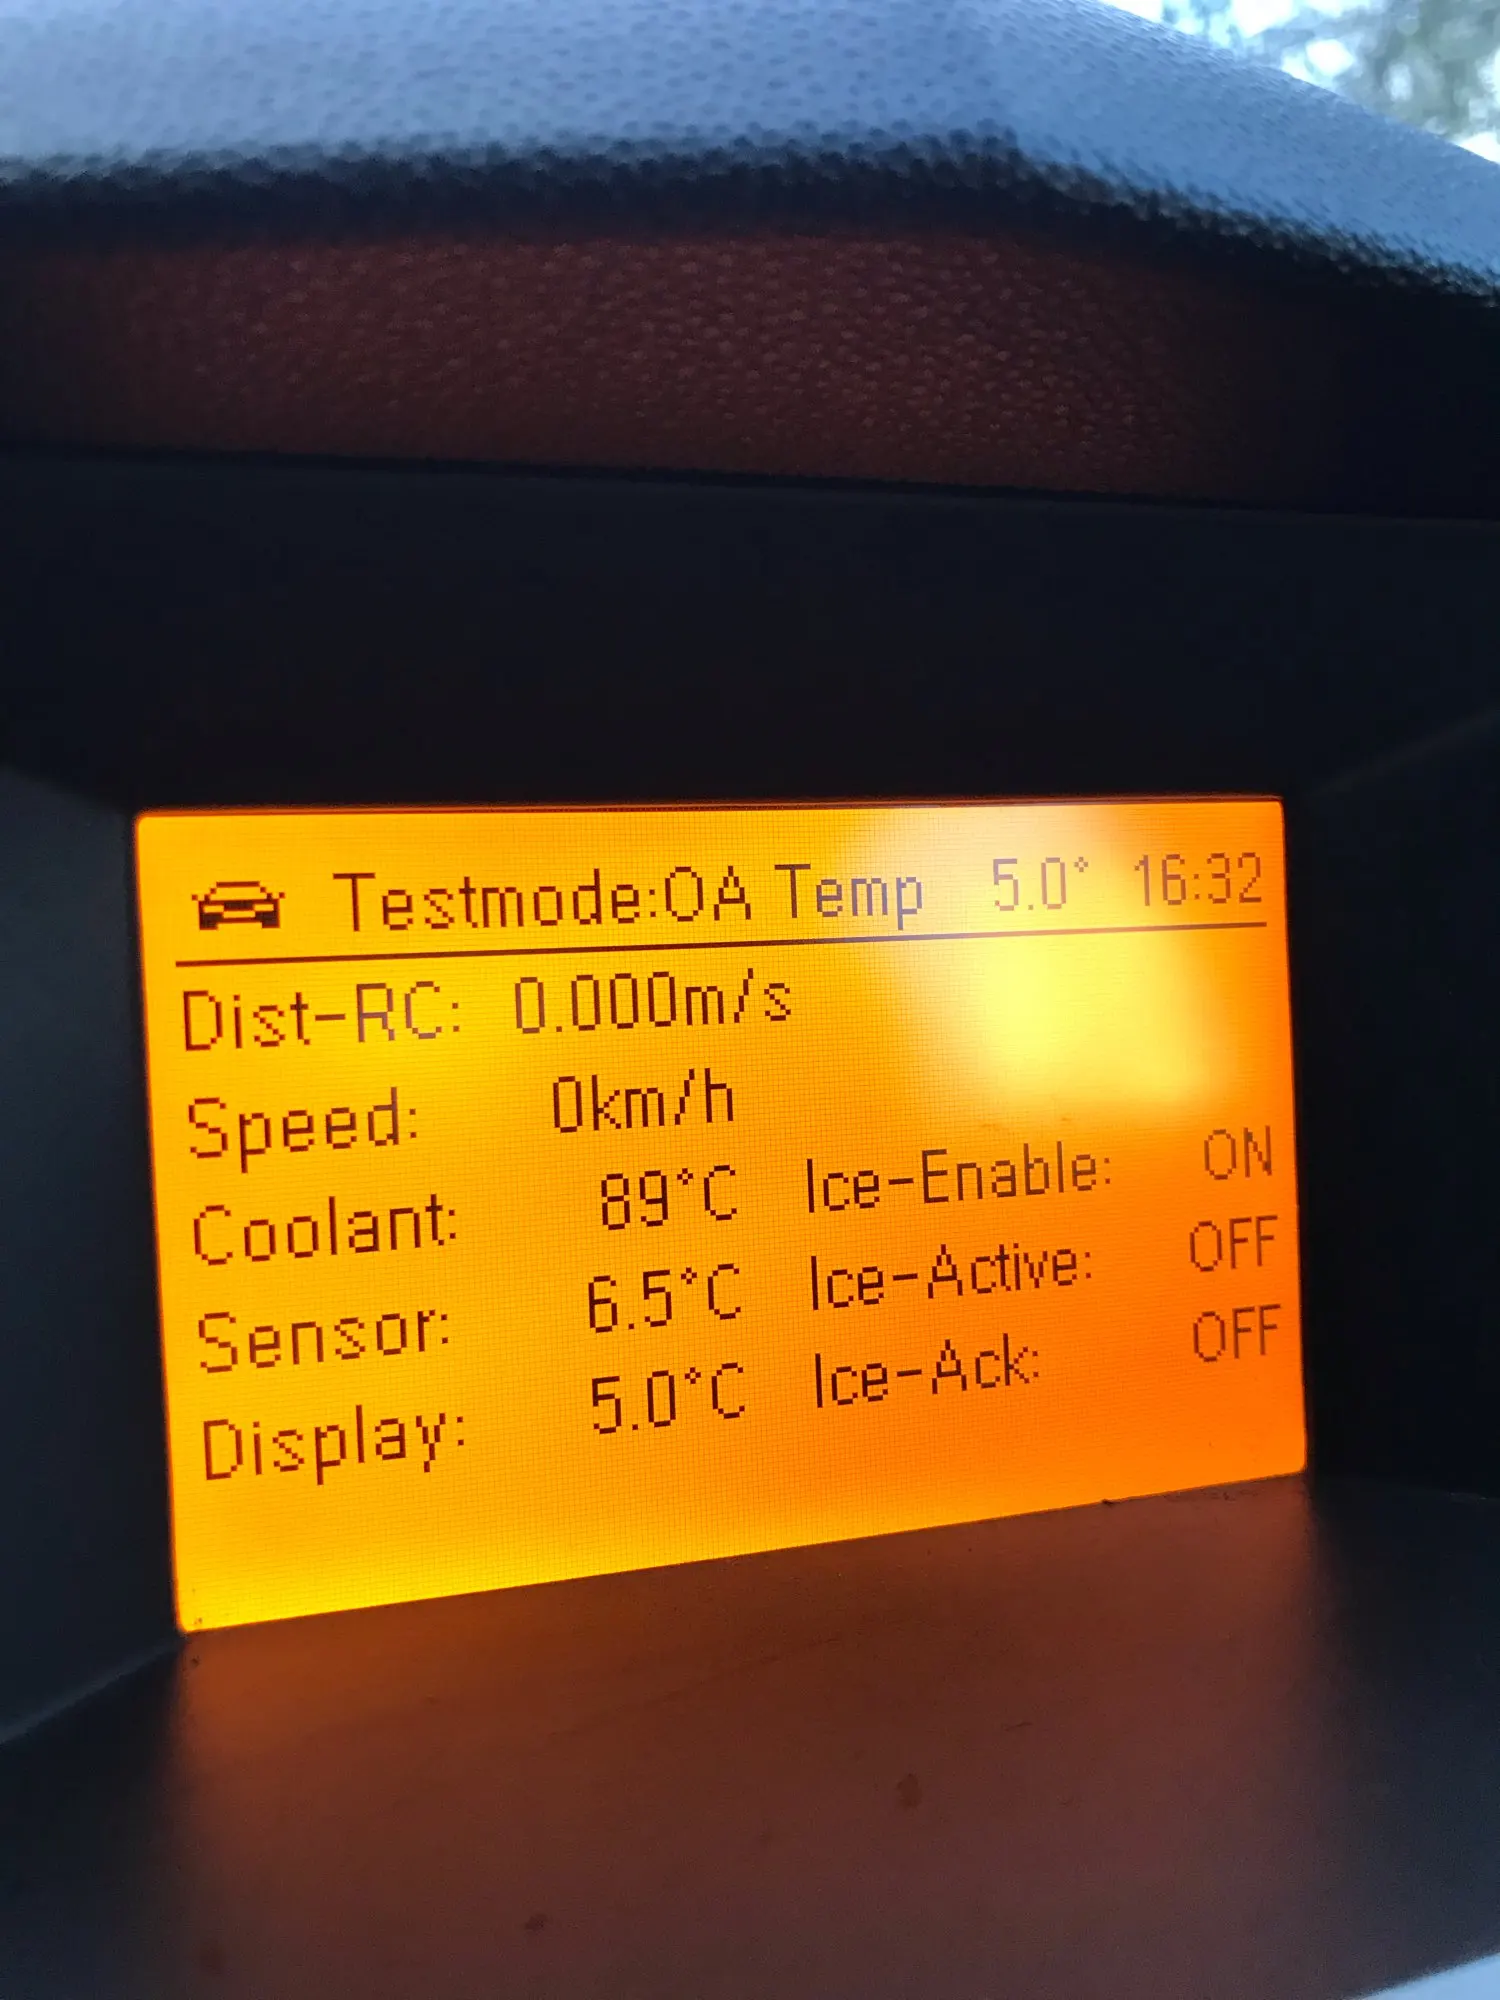 Testmode:OA Temp 5.0° 16:32
Dist-RC: 0.000m/s
Speed: 0km/h
Coolant: 89°C Ice-Enable: ON
Sensor: 6.5°C Ice-Active: OFF
Display: 5.0°C Ice-Ack: OFF